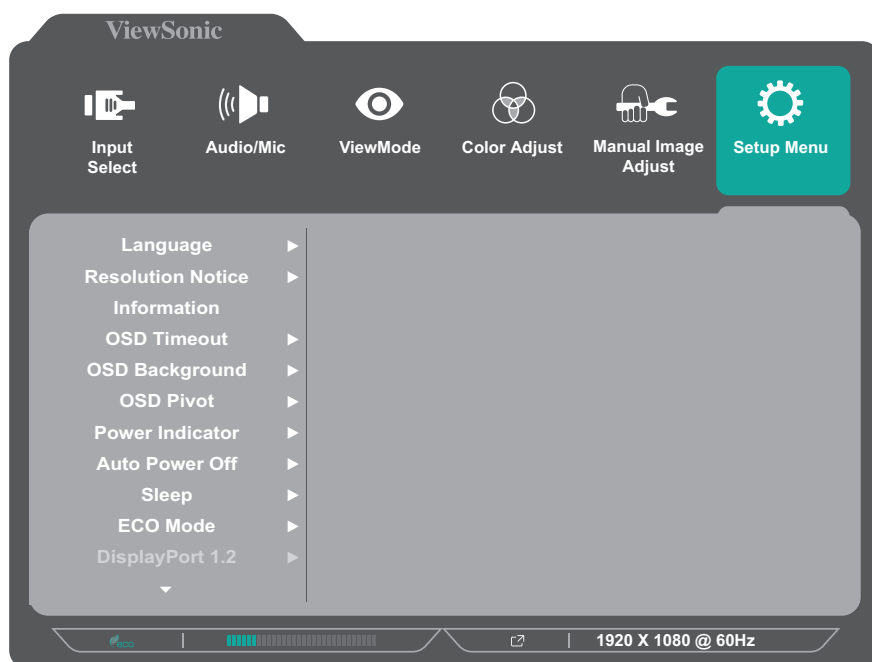 ViewSonic
Input
Select
Audio/Mic
ViewMode
Color Adjust
Manual Image
Adjust
Setup Menu
Language
Resolution Notice
Information
OSD Timeout
OSD Background
OSD Pivot
Power Indicator
Auto Power Off
Sleep
ECO Mode
DisplayPort 1.2
eco
1920 X 1080 @ 60Hz